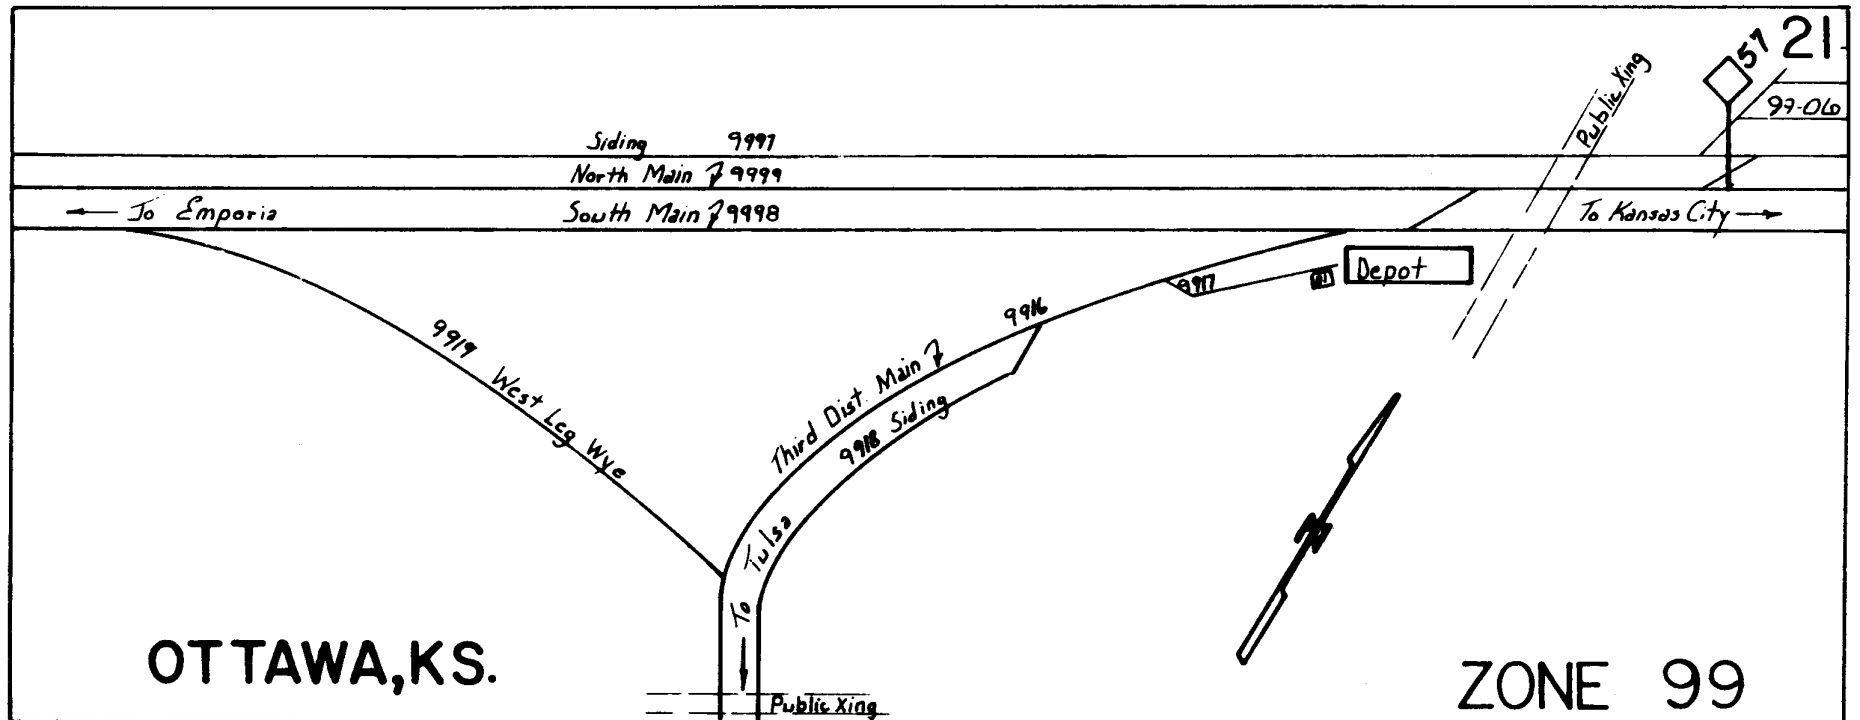 21
57
Public Xing
97-06
Siding 9997
North Main 9999
To Emporia South Main 9998 To Kansas City
Depot
9917
9916
9919 West Leg Wye
Third Dist. Main
9918 Siding
To Tulsa
N
OTTAWA,KS.
Public Xing
ZONE 99